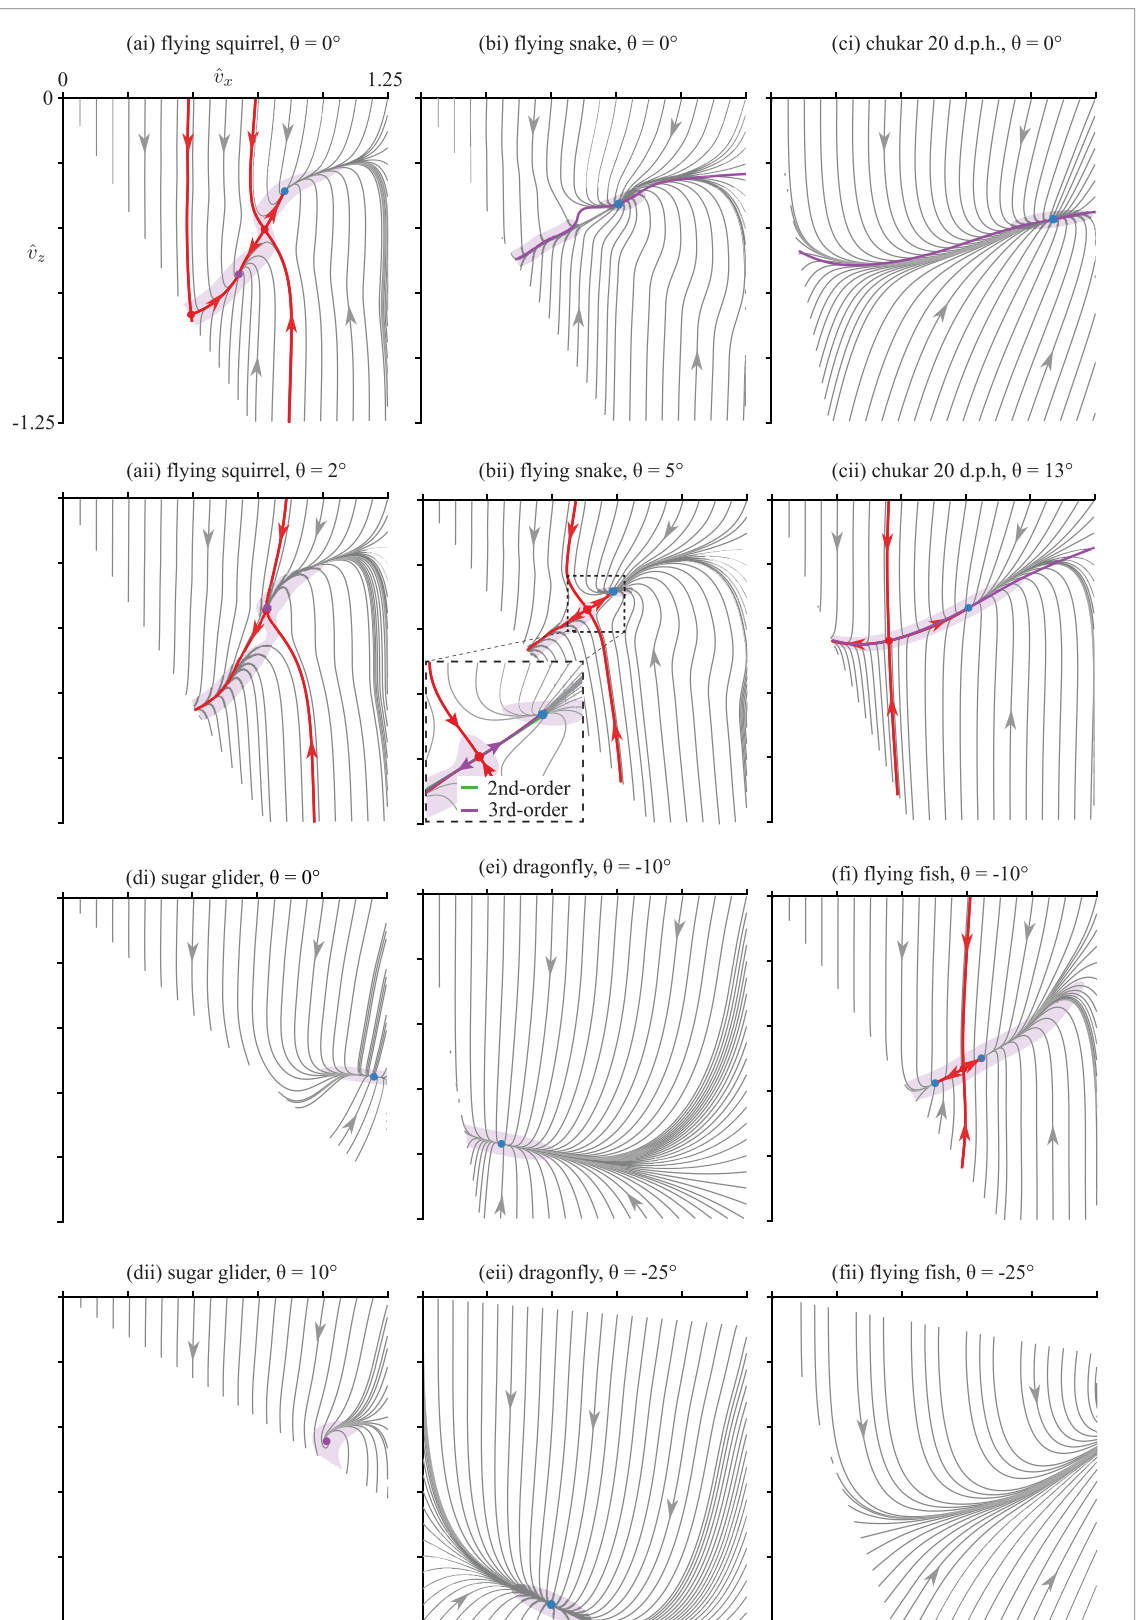 (ai) flying squirrel, θ = 0°
(bi) flying snake, θ = 0°
(ci) chukar 20 d.p.h., θ = 0°
0
v̂x
1.25
0
v̂z
-1.25
(aii) flying squirrel, θ = 2°
(bii) flying snake, θ = 5°
(cii) chukar 20 d.p.h, θ = 13°
2nd-order
3rd-order
(di) sugar glider, θ = 0°
(ei) dragonfly, θ = -10°
(fi) flying fish, θ = -10°
(dii) sugar glider, θ = 10°
(eii) dragonfly, θ = -25°
(fii) flying fish, θ = -25°